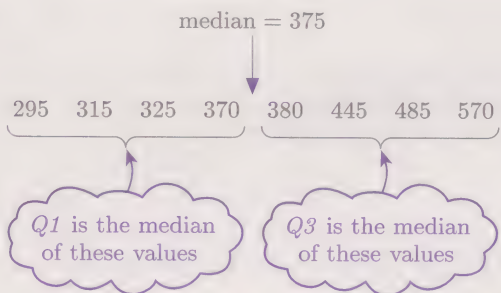 median = 375
295 315 325 370 380 445 485 570
Q1 is the median
of these values
Q3 is the median
of these values